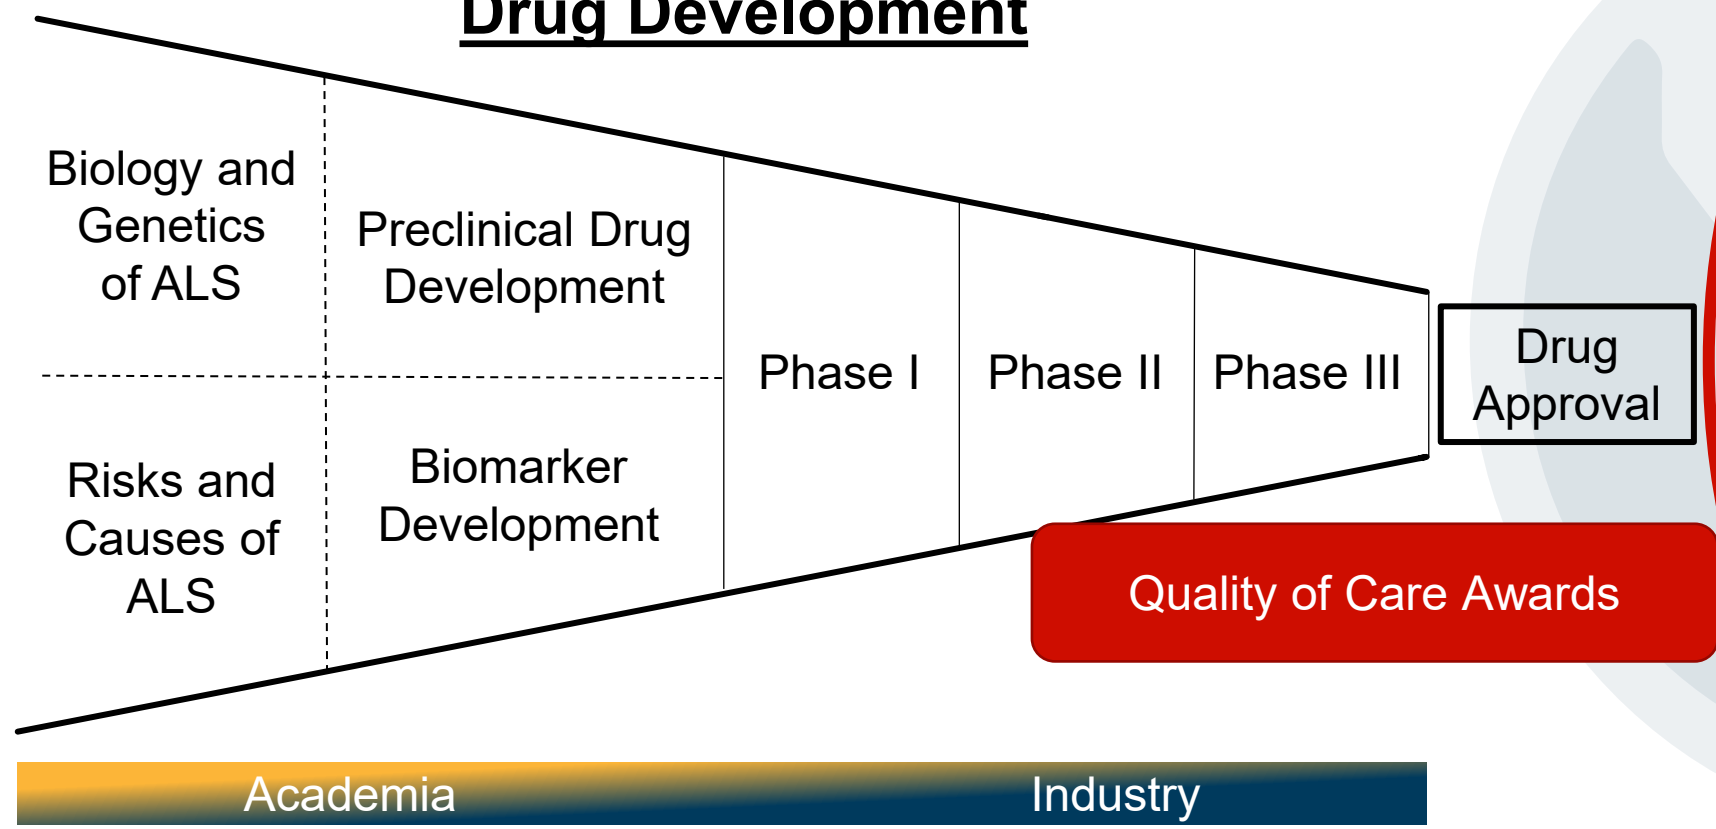 Drug Development
Biology and
Genetics
of ALS
Preclinical Drug
Development
Risks and
Causes of
ALS
Biomarker
Development
Phase I
Phase II
Phase III
Drug
Approval
Quality of Care Awards
Academia
Industry